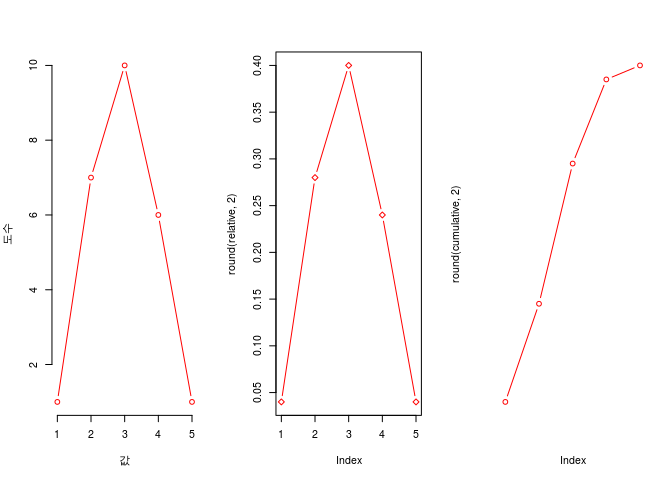 도수
10
8
6
4
2
1 2 3 4 5
값
round(relative, 2)
0.40
0.35
0.30
0.25
0.20
0.15
0.10
0.05
1 2 3 4 5
Index
round(cumulative, 2)
Index